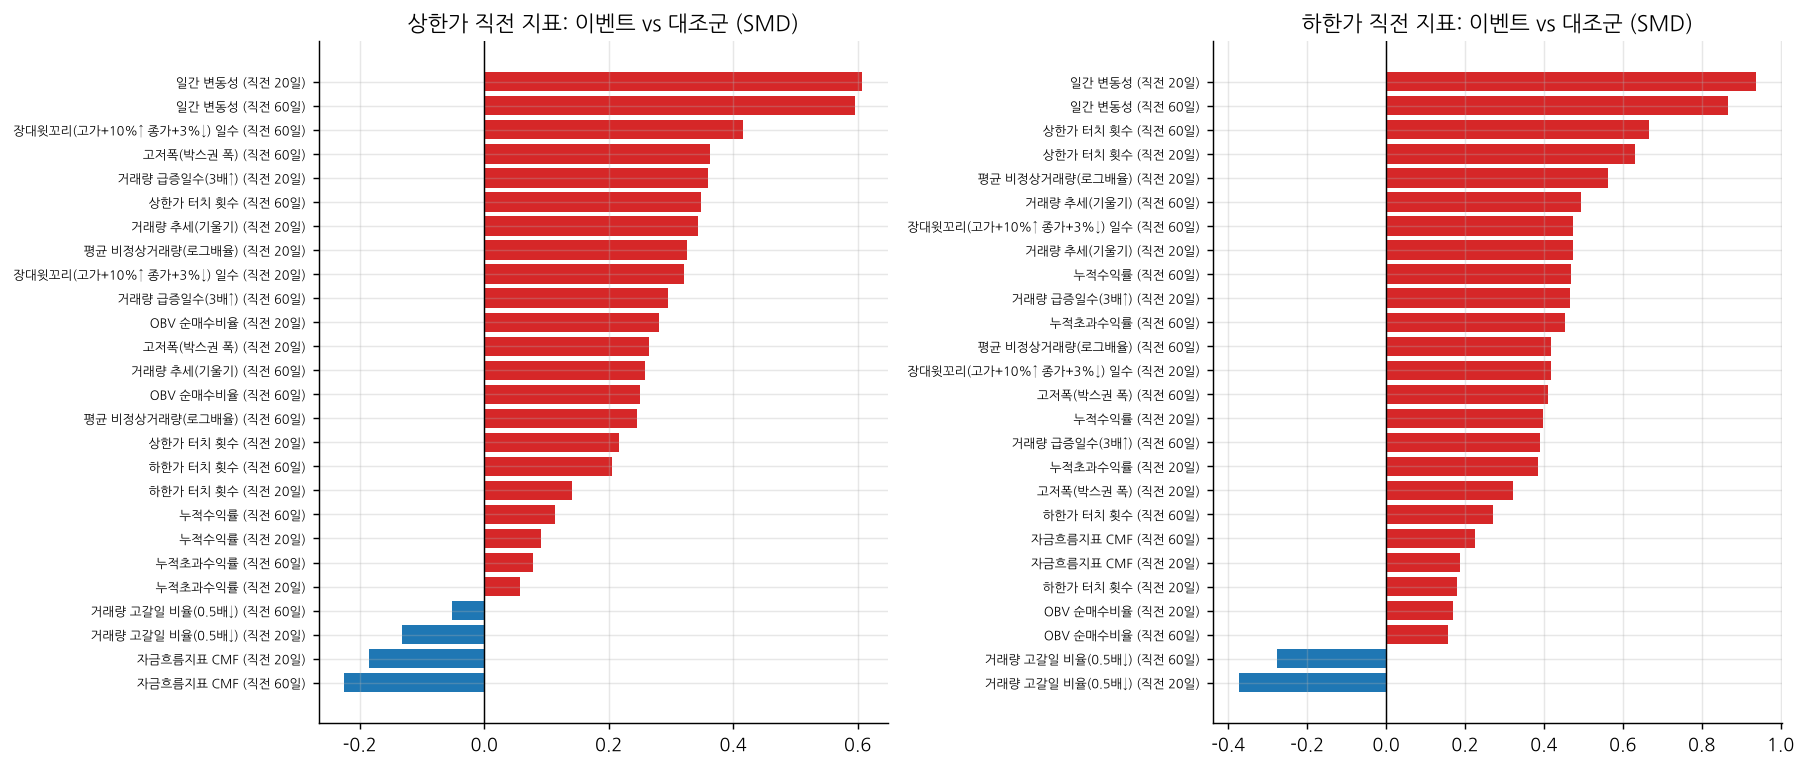 상한가 직전 지표: 이벤트 vs 대조군 (SMD)
일간 변동성 (직전 20일)
일간 변동성 (직전 60일)
장대윗꼬리(고가+10%↑ 종가+3%↓) 일수 (직전 60일)
고저폭(박스권 폭) (직전 60일)
거래량 급증일수(3배↑) (직전 20일)
상한가 터치 횟수 (직전 60일)
거래량 추세(기울기) (직전 20일)
평균 비정상거래량(로그배율) (직전 20일)
장대윗꼬리(고가+10%↑ 종가+3%↓) 일수 (직전 20일)
거래량 급증일수(3배↑) (직전 60일)
OBV 순매수비율 (직전 20일)
고저폭(박스권 폭) (직전 20일)
거래량 추세(기울기) (직전 60일)
OBV 순매수비율 (직전 60일)
평균 비정상거래량(로그배율) (직전 60일)
상한가 터치 횟수 (직전 20일)
하한가 터치 횟수 (직전 60일)
하한가 터치 횟수 (직전 20일)
누적수익률 (직전 60일)
누적수익률 (직전 20일)
누적초과수익률 (직전 60일)
누적초과수익률 (직전 20일)
거래량 고갈일 비율(0.5배↓) (직전 60일)
거래량 고갈일 비율(0.5배↓) (직전 20일)
자금흐름지표 CMF (직전 20일)
자금흐름지표 CMF (직전 60일)
-0.2 0.0 0.2 0.4 0.6
하한가 직전 지표: 이벤트 vs 대조군 (SMD)
일간 변동성 (직전 20일)
일간 변동성 (직전 60일)
상한가 터치 횟수 (직전 60일)
상한가 터치 횟수 (직전 20일)
평균 비정상거래량(로그배율) (직전 20일)
거래량 추세(기울기) (직전 60일)
장대윗꼬리(고가+10%↑ 종가+3%↓) 일수 (직전 60일)
거래량 추세(기울기) (직전 20일)
누적수익률 (직전 60일)
거래량 급증일수(3배↑) (직전 20일)
누적초과수익률 (직전 60일)
평균 비정상거래량(로그배율) (직전 60일)
장대윗꼬리(고가+10%↑ 종가+3%↓) 일수 (직전 20일)
고저폭(박스권 폭) (직전 60일)
누적수익률 (직전 20일)
거래량 급증일수(3배↑) (직전 60일)
누적초과수익률 (직전 20일)
고저폭(박스권 폭) (직전 20일)
하한가 터치 횟수 (직전 60일)
자금흐름지표 CMF (직전 60일)
자금흐름지표 CMF (직전 20일)
하한가 터치 횟수 (직전 20일)
OBV 순매수비율 (직전 20일)
OBV 순매수비율 (직전 60일)
거래량 고갈일 비율(0.5배↓) (직전 60일)
거래량 고갈일 비율(0.5배↓) (직전 20일)
-0.4 -0.2 0.0 0.2 0.4 0.6 0.8 1.0